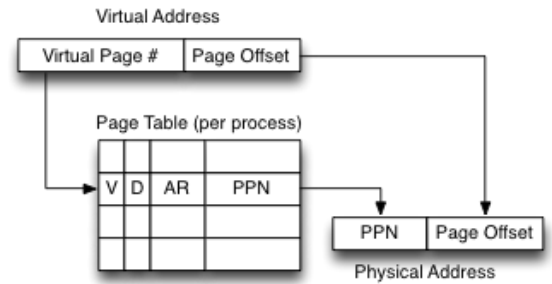 Virtual Address
Virtual Page # Page Offset
Page Table (per process)
V D AR PPN
PPN Page Offset
Physical Address